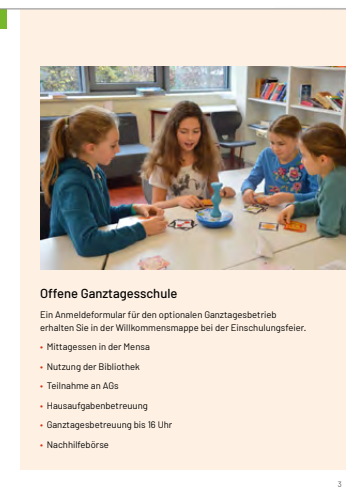 Offene Ganztagesschule
Ein Anmeldeformular für den optionalen Ganztagesbetrieb
erhalten Sie in der Willkommensmappe bei der Einschulungsfeier.
• Mittagessen in der Mensa
• Nutzung der Bibliothek
• Teilnahme an AGs
• Hausaufgabenbetreuung
• Ganztagesbetreuung bis 16 Uhr
• Nachhilfebörse
3